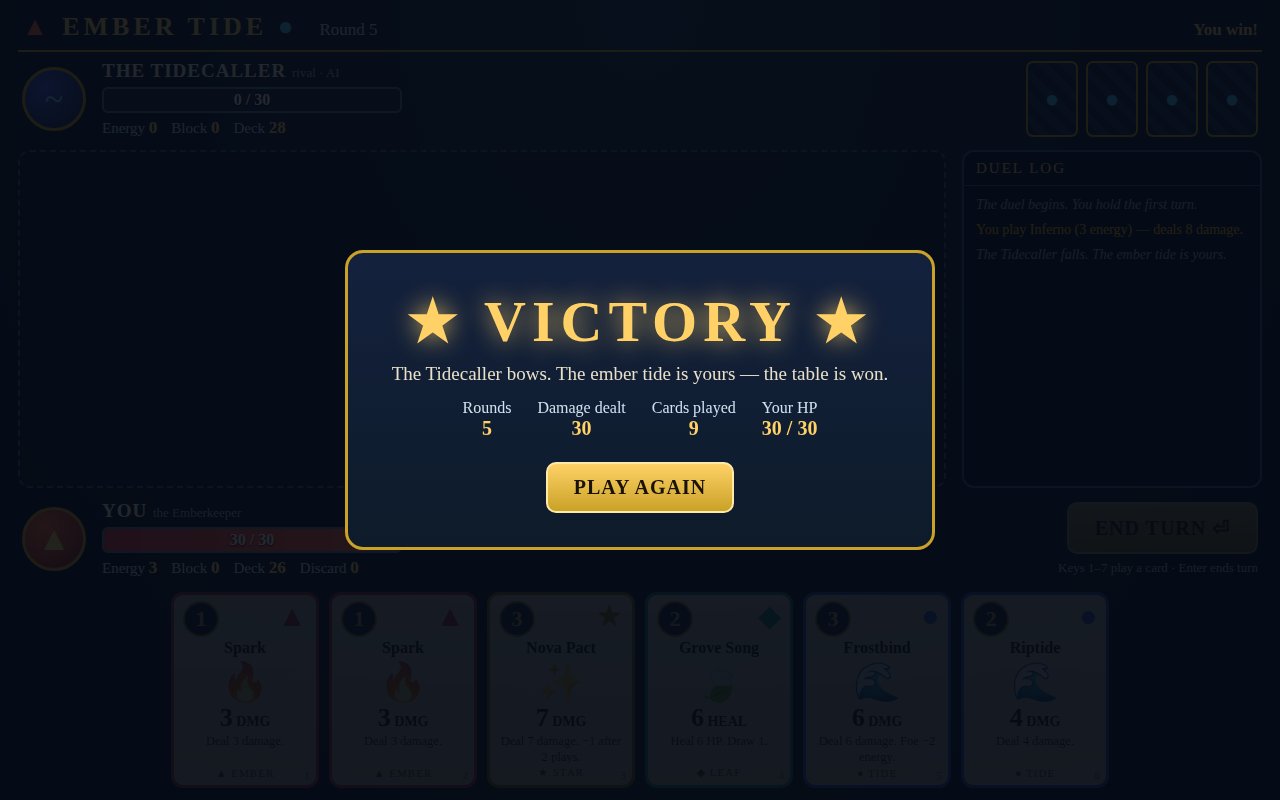 ▲ EMBER TIDE ● Round 5 You win!
THE TIDECALLER rival · AI
~
0 / 30
Energy 0 Block 0 Deck 28
DUEL LOG
The duel begins. You hold the first turn.
You play Inferno (3 energy) — deals 8 damage.
The Tidecaller falls. The ember tide is yours.
★ VICTORY ★
The Tidecaller bows. The ember tide is yours — the table is won.
Rounds Damage dealt Cards played Your HP
5 30 9 30 / 30
PLAY AGAIN
YOU the Emberkeeper
30 / 30
Energy 3 Block 0 Deck 26 Discard 0
END TURN ⏎
Keys 1–7 play a card · Enter ends turn
1 ▲
Spark
3 DMG
Deal 3 damage.
▲ EMBER
1 ▲
Spark
3 DMG
Deal 3 damage.
▲ EMBER
3 ★
Nova Pact
7 DMG
Deal 7 damage. −1 after
2 plays.
★ STAR
2 ◆
Grove Song
6 HEAL
Heal 6 HP. Draw 1.
◆ LEAF
3 ●
Frostbind
6 DMG
Deal 6 damage. Foe −2
energy.
● TIDE
2 ●
Riptide
4 DMG
Deal 4 damage.
● TIDE